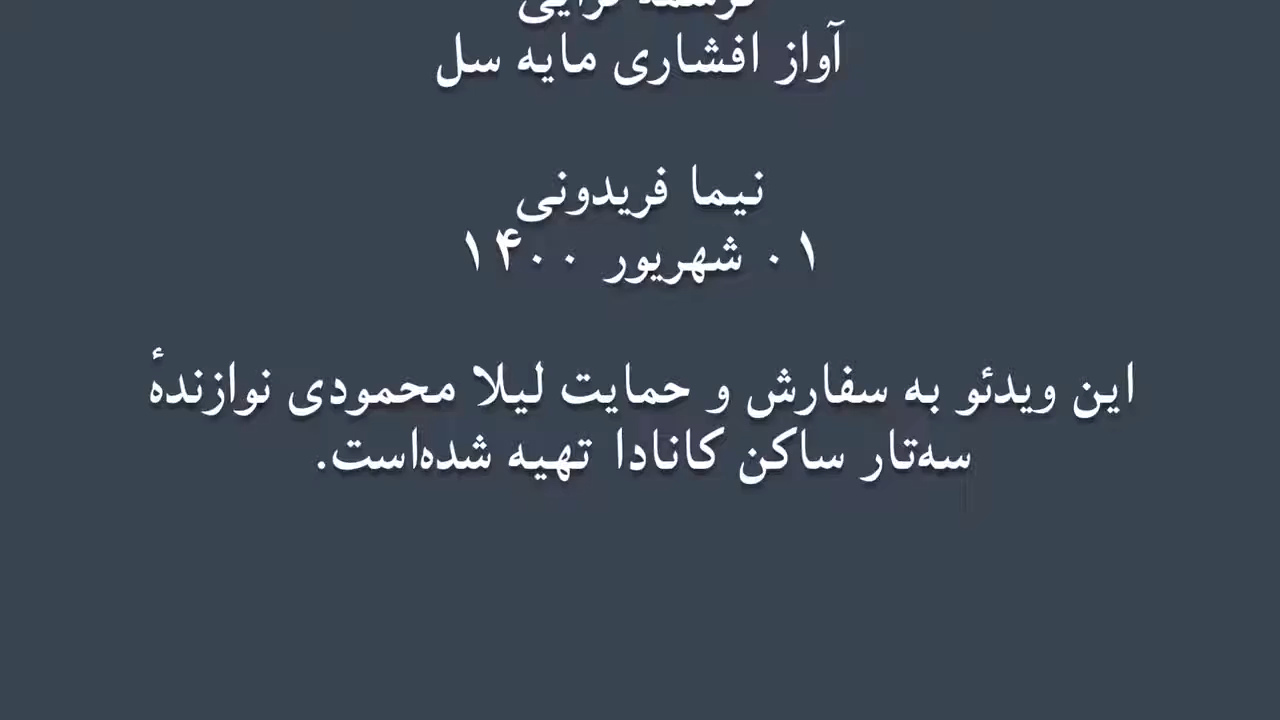 آواز افشاری مایه سل
نیما فریدونی
۰۱ شهریور ۱۴۰۰
این ویدئو به سفارش و حمایت لیلا محمودی نوازندهٔ
سه‌تار ساکن کانادا تهیه شده‌است.